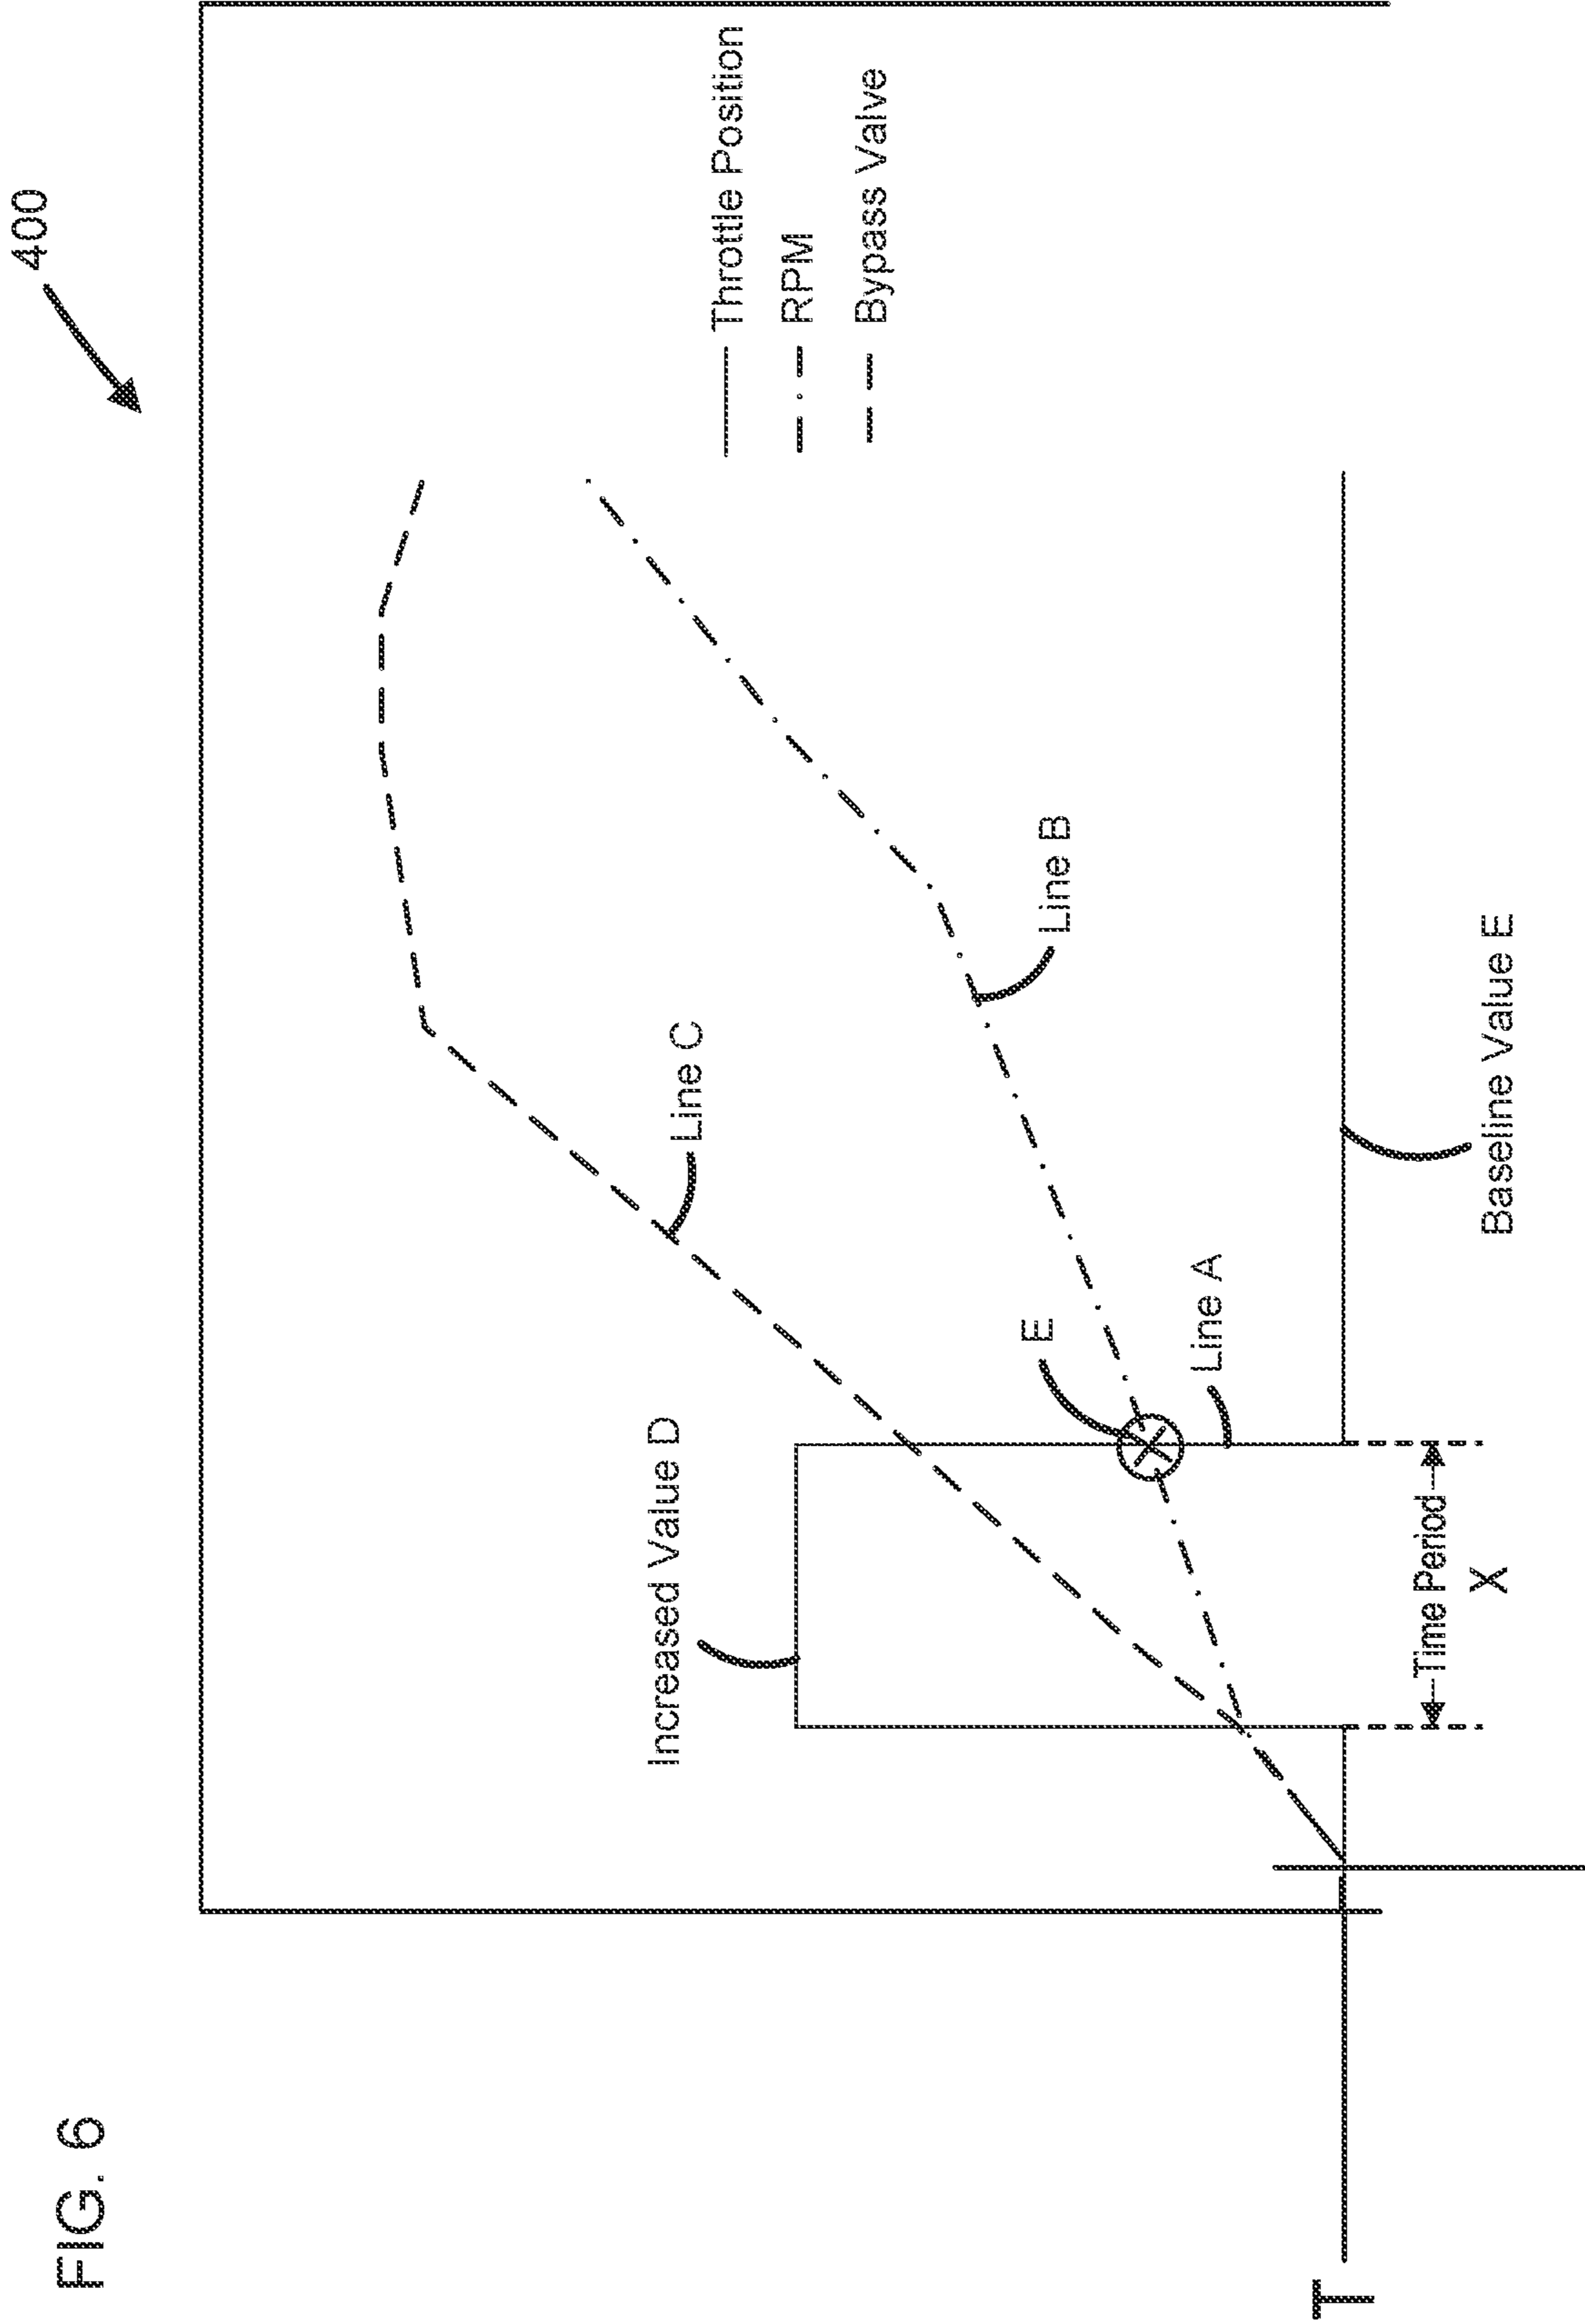 FIG. 6
400
Throttle Position
RPM
Bypass Valve
Line C
Line B
Increased Value D
E
Line A
Time Period
X
Baseline Value E
T